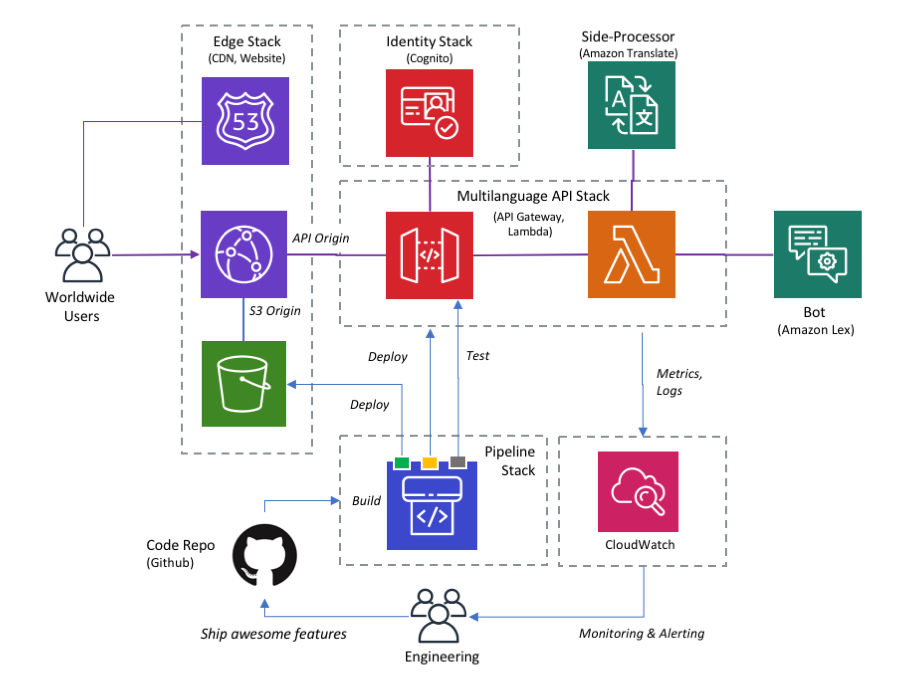 Edge Stack
(CDN, Website)
53
Identity Stack
(Cognito)
Side-Processor
(Amazon Translate)
A
文
Multilanguage API Stack
(API Gateway,
Lambda)
API Origin
</>
Worldwide
Users
S3 Origin
Bot
(Amazon Lex)
Deploy
Test
Deploy
Metrics,
Logs
Pipeline
Stack
Build
</>
CloudWatch
Code Repo
(Github)
Ship awesome features
Monitoring & Alerting
Engineering